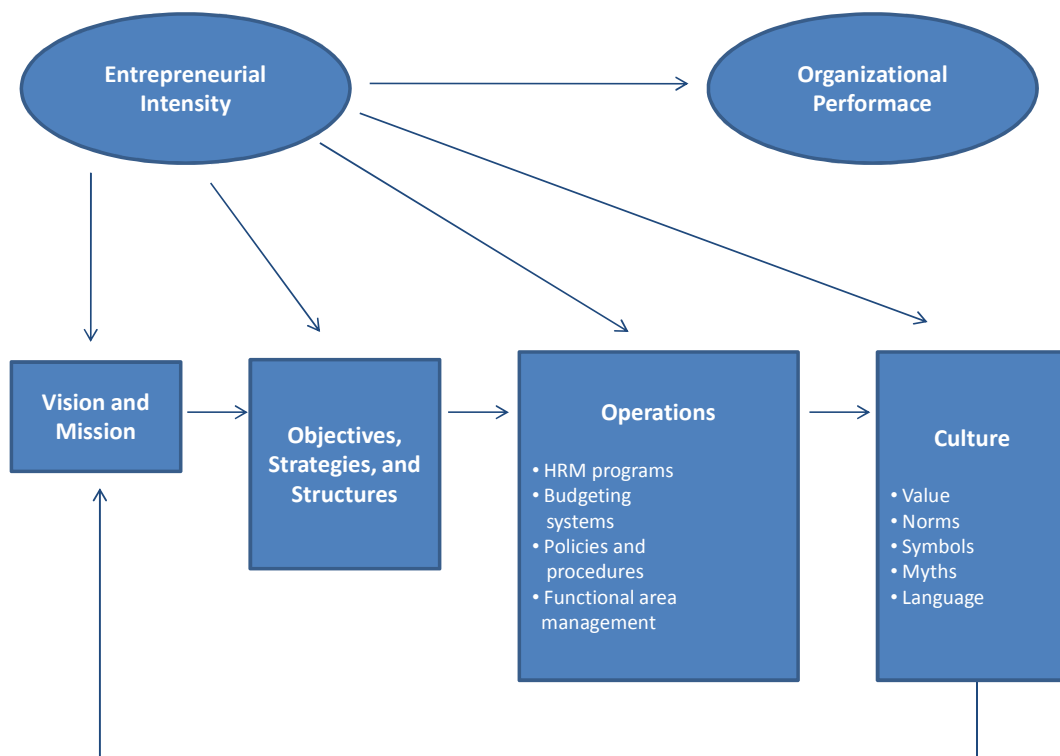 Entrepreneurial
Intensity
Organizational
Performace
Vision and
Mission
Objectives,
Strategies, and
Structures
Operations
• HRM programs
• Budgeting
systems
• Policies and
procedures
• Functional area
management
Culture
• Value
• Norms
• Symbols
• Myths
• Language